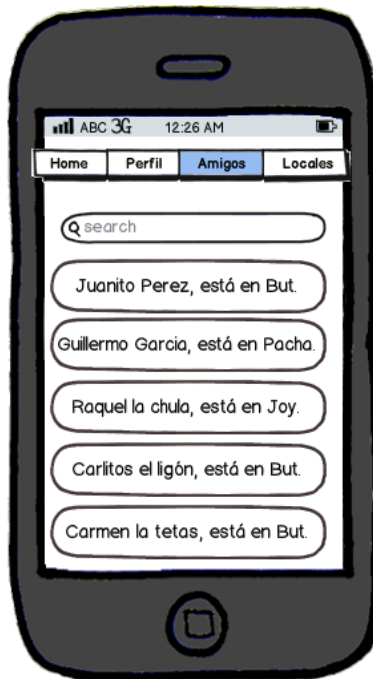 ABC 3G 12:26 AM
Home Perfil Amigos Locales
search
Juanito Perez, está en But.
Guillermo Garcia, está en Pacha.
Raquel la chula, está en Joy.
Carlitos el ligón, está en But.
Carmen la tetas, está en But.